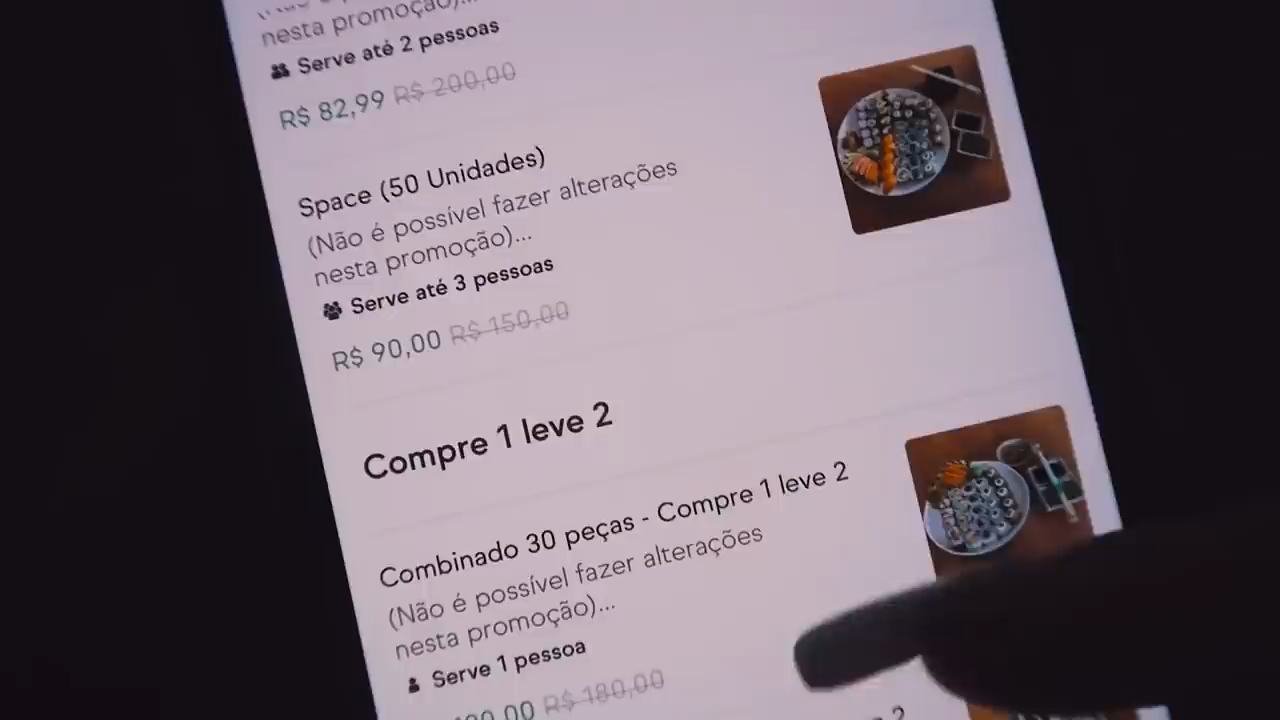 nesta promoção)...
Serve até 2 pessoas
R$ 82,99 R$ 200,00
Space (50 Unidades)
(Não é possível fazer alterações
nesta promoção)...
Serve até 3 pessoas
R$ 90,00 R$ 150,00
Compre 1 leve 2
Combinado 30 peças - Compre 1 leve 2
(Não é possível fazer alterações
nesta promoção)...
Serve 1 pessoa
R$ 180,00
2